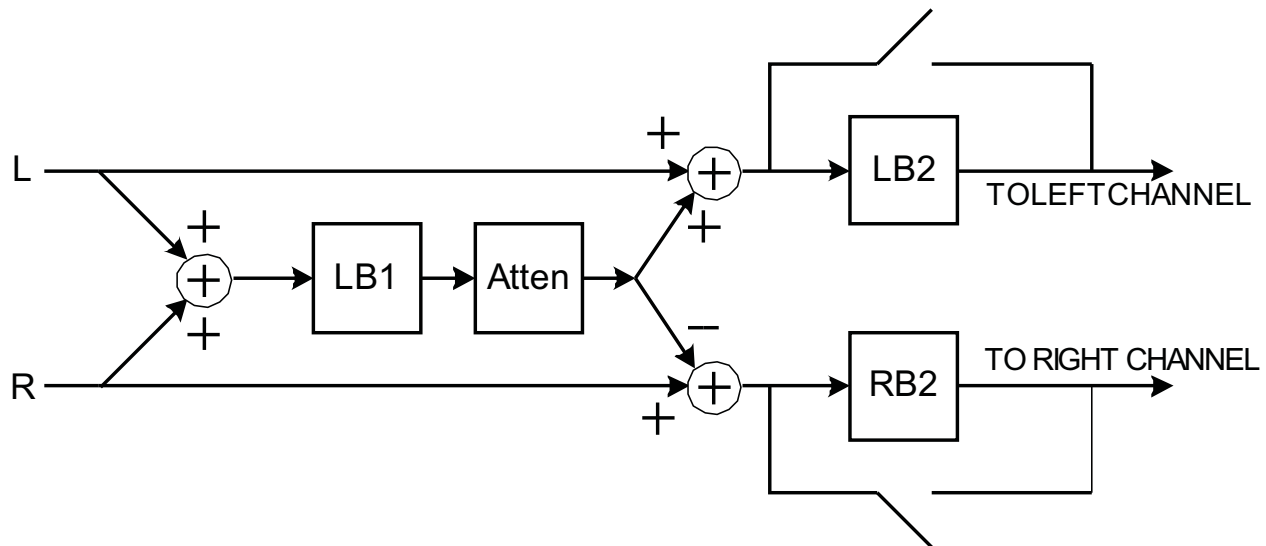 +
L
+
LB2
TOLEFTCHANNEL
+
+
+
LB1
Atten
+
−
TO RIGHT CHANNEL
R
+
RB2
+